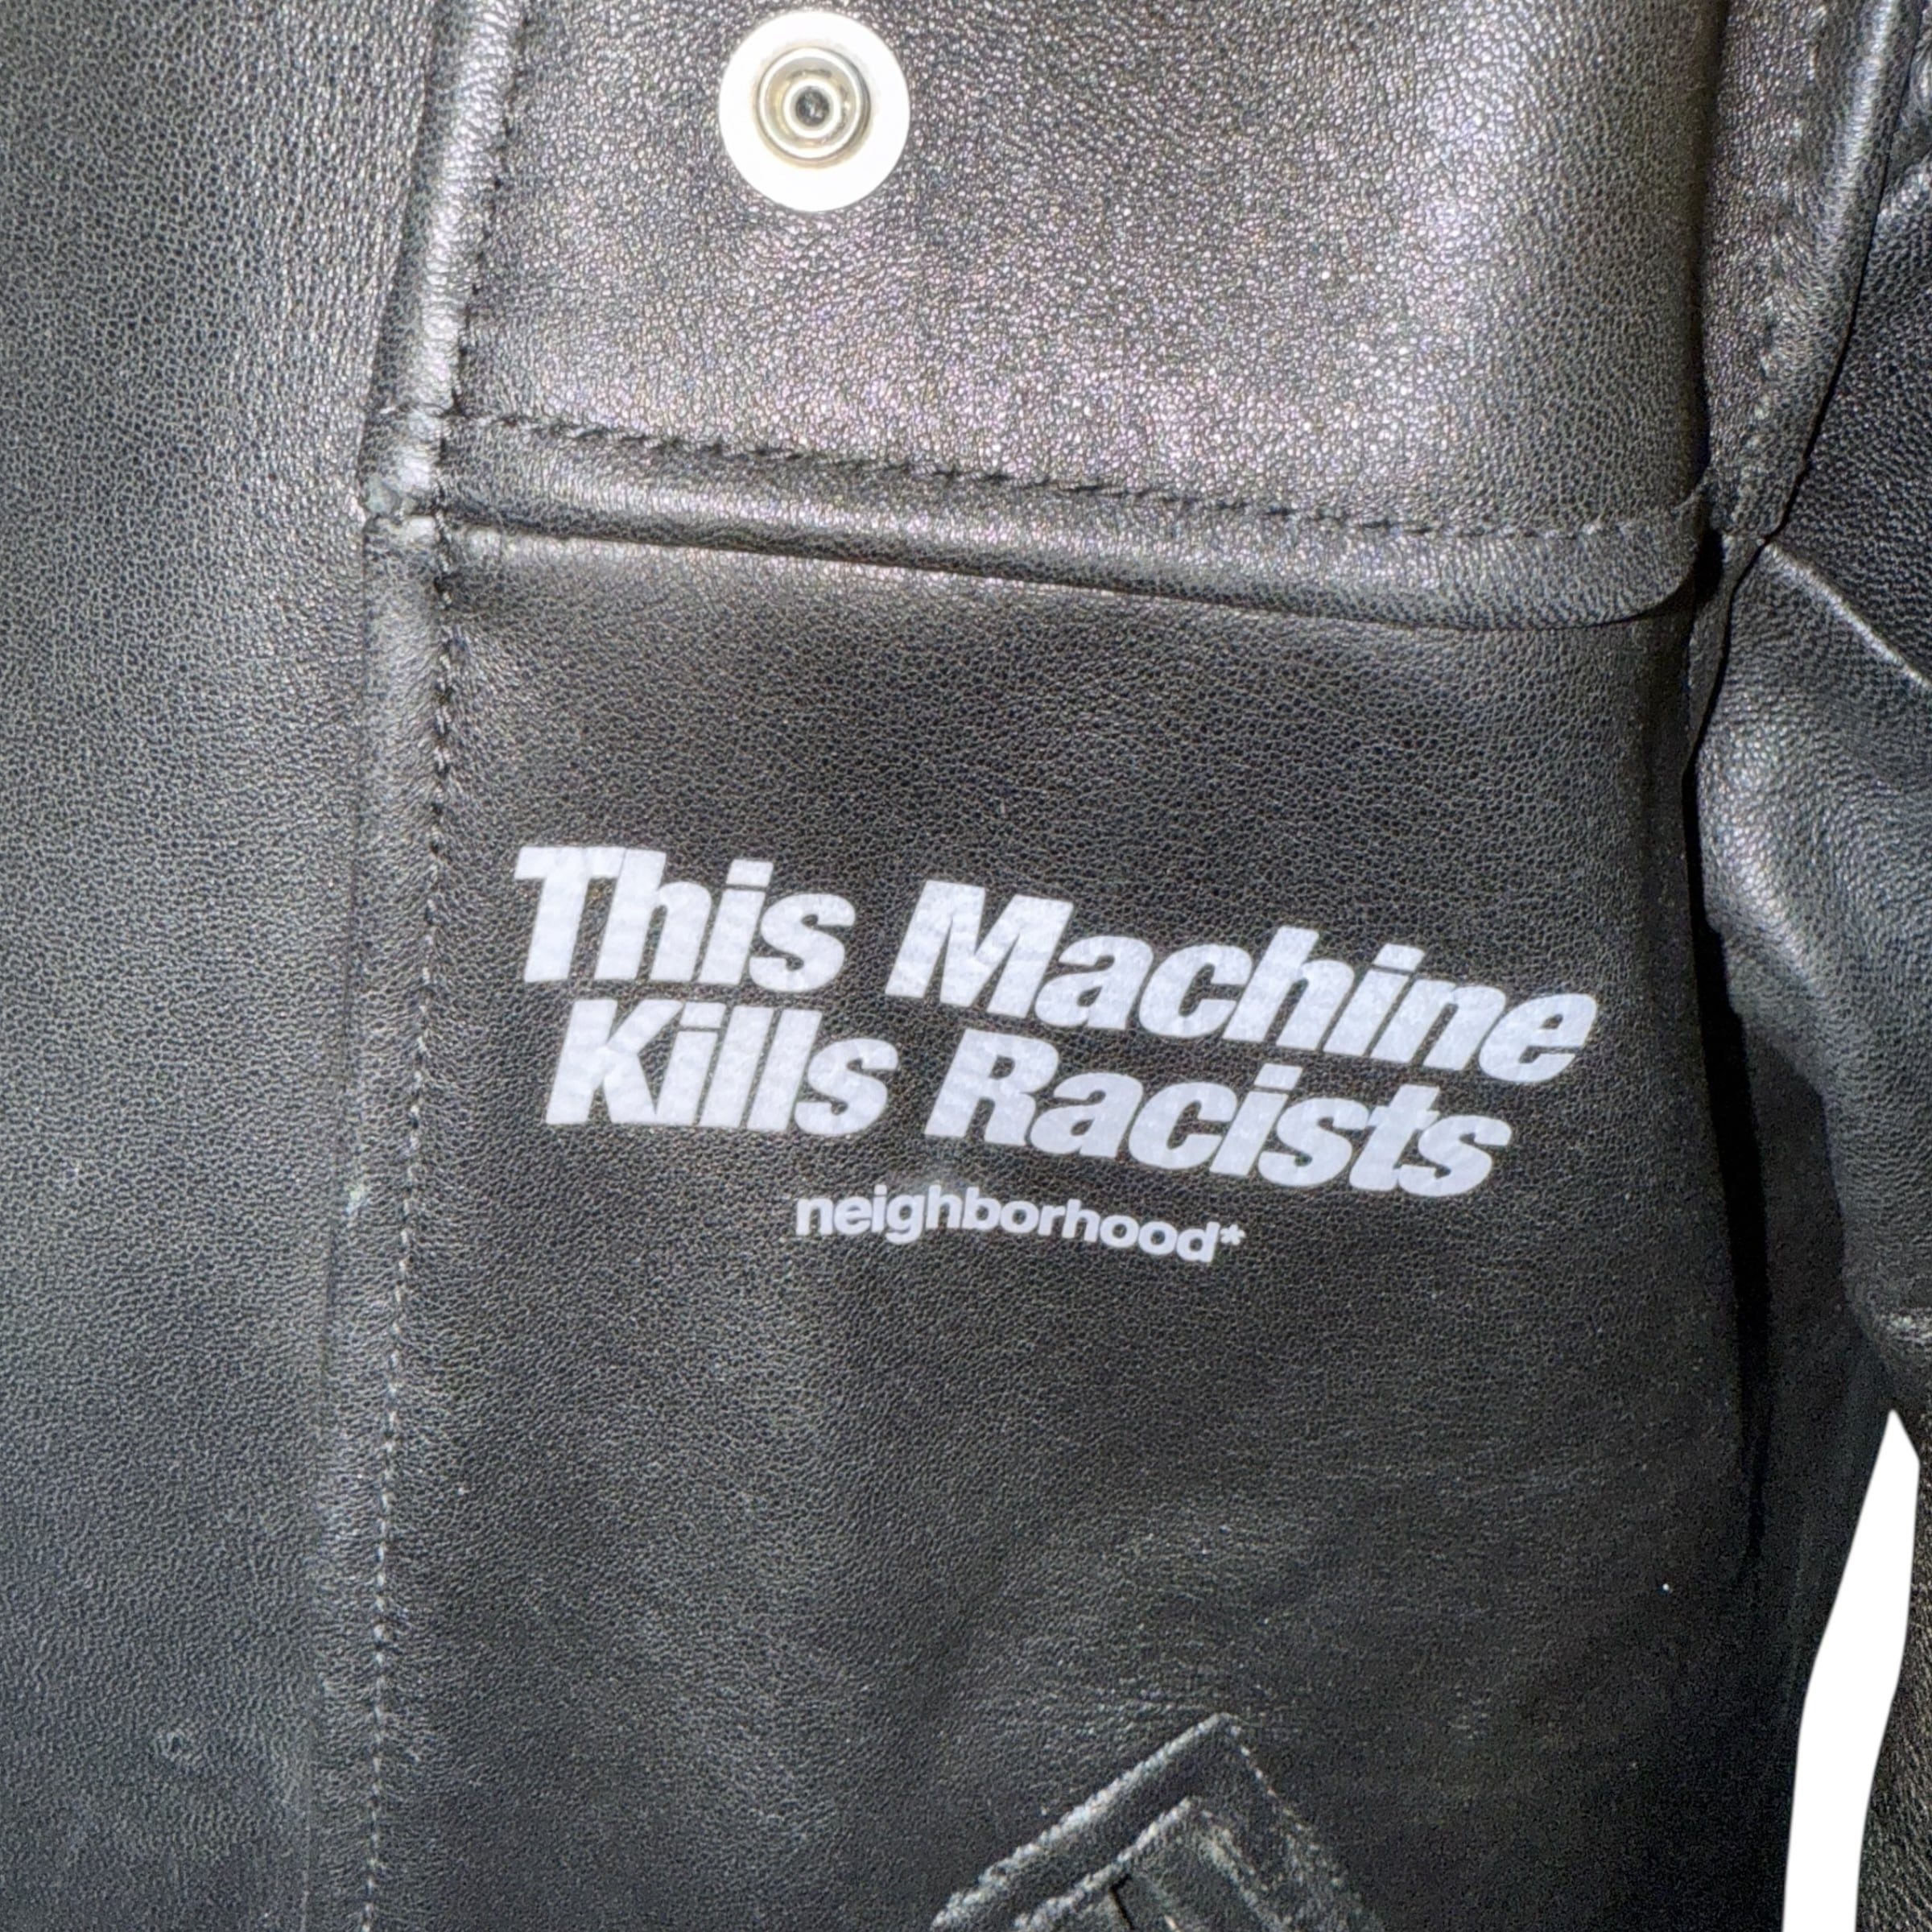 This Machine
Kills Racists
neighborhood*